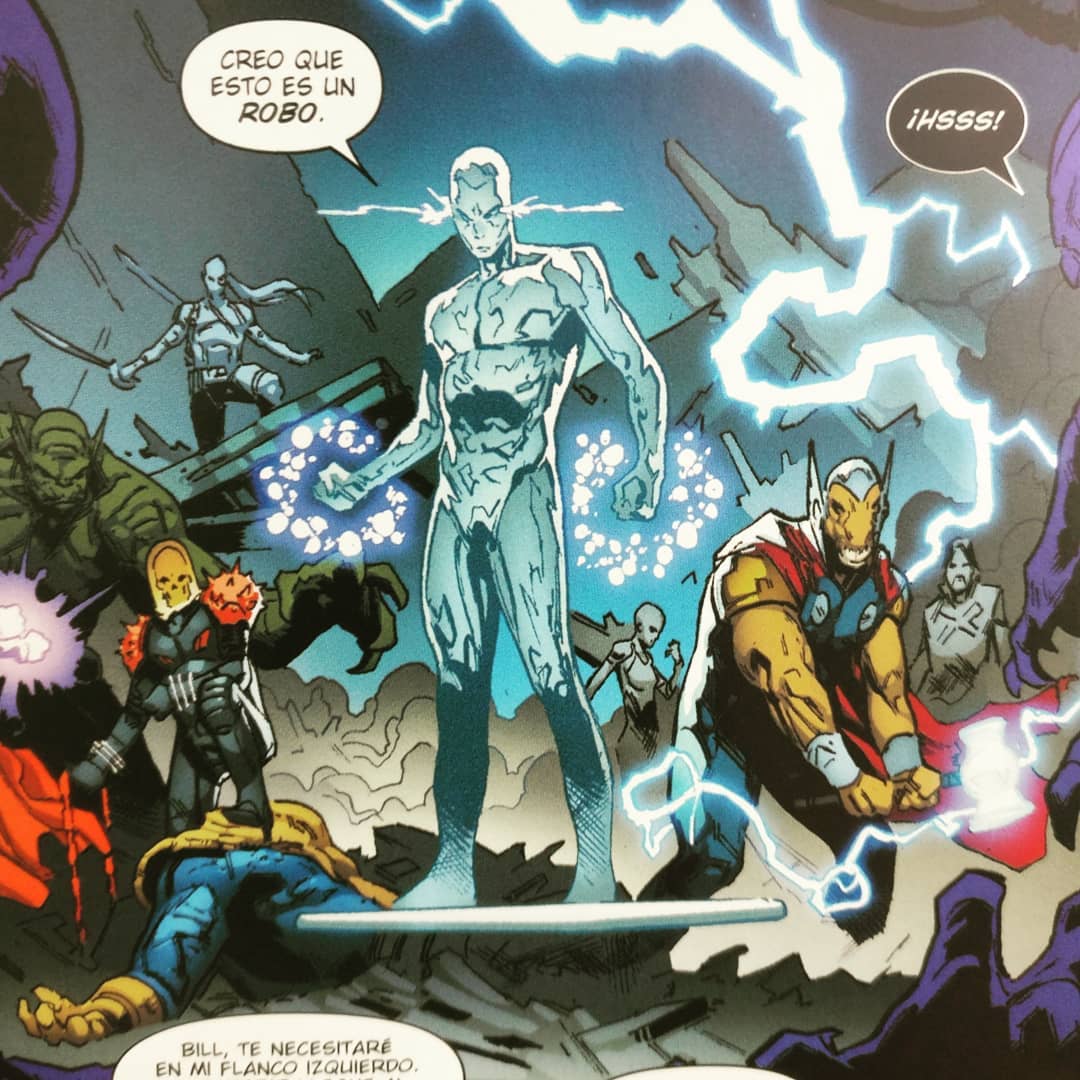 CREO QUE
ESTO ES UN
ROBO.
¡HSSS!
BILL, TE NECESITARÉ
EN MI FLANCO IZQUIERDO.